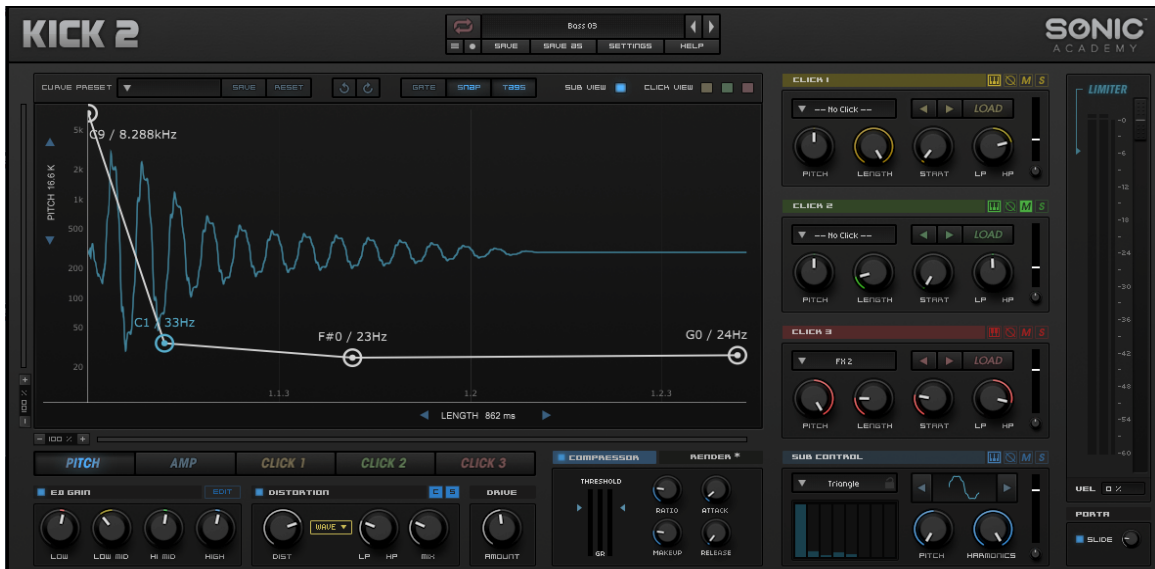 KICK 2
Bass 03
SAVE SAVE AS SETTINGS HELP
SONIC™
ACADEMY
CURVE PRESET SAVE RESET GATE SNAP TAGS SUB VIEW CLICK VIEW
C9 / 8.288kHz
5k
2k
1k
500
200
100
50
20
PITCH 16.6 K
C1 / 33Hz
F#0 / 23Hz
G0 / 24Hz
1.1.3 1.2 1.2.3
LENGTH 862 ms
+ % 100 -
- 100 % +
PITCH AMP CLICK 1 CLICK 2 CLICK 3
E.Q GAIN EDIT
LOW LOW MID HI MID HIGH
DISTORTION C S
WAVE
DIST LP HP MIX
DRIVE
AMOUNT
COMPRESSOR RENDER
THRESHOLD
GR
RATIO ATTACK
MAKEUP RELEASE
CLICK 1 M S
-- No Click -- LOAD
PITCH LENGTH START LP HP
CLICK 2 M S
-- No Click -- LOAD
PITCH LENGTH START LP HP
CLICK 3 M S
FX 2 LOAD
PITCH LENGTH START LP HP
SUB CONTROL M S
Triangle
PITCH HARMONICS
LIMITER
-0
-6
-12
-18
-24
-30
-36
-42
-48
-54
-60
VEL 0 %
PORTA
SLIDE